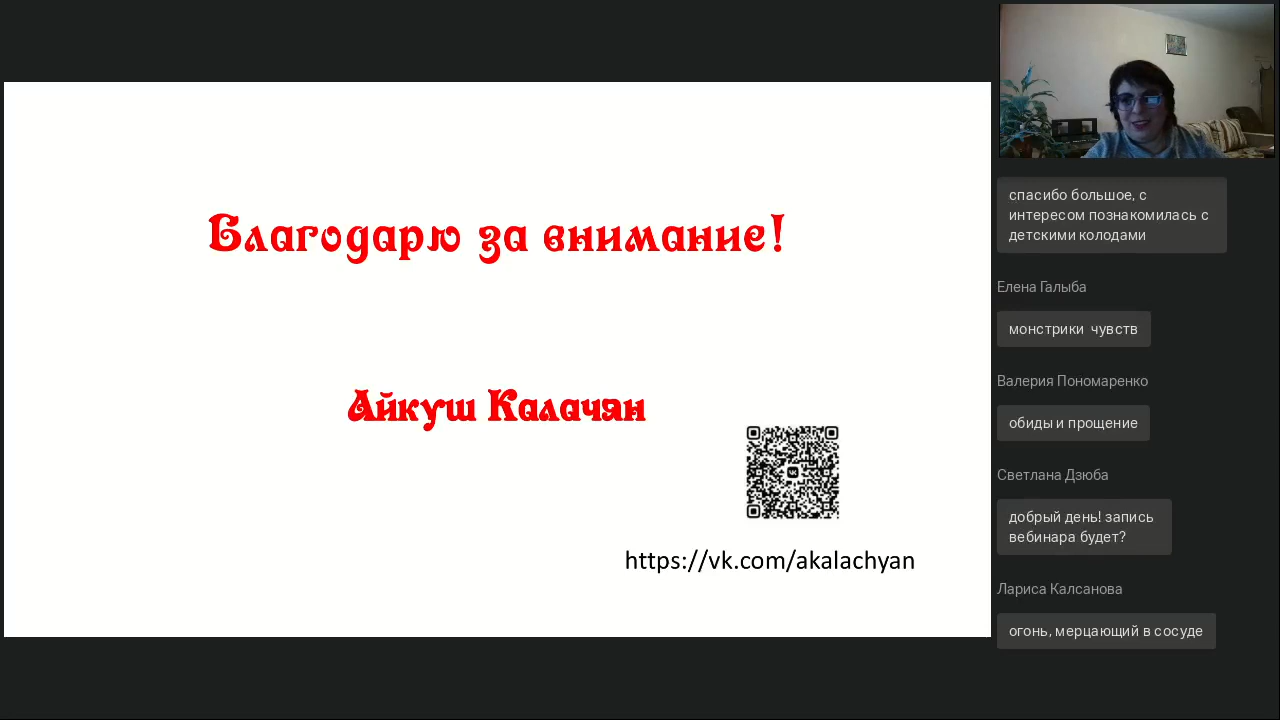 Благодарю за внимание!
Айкуш Калачян
https://vk.com/akalachyan
спасибо большое, с
интересом познакомилась с
детскими колодами
Елена Галыба
монстрики чувств
Валерия Пономаренко
обиды и прощение
Светлана Дзюба
добрый день! запись
вебинара будет?
Лариса Калсанова
огонь, мерцающий в сосуде